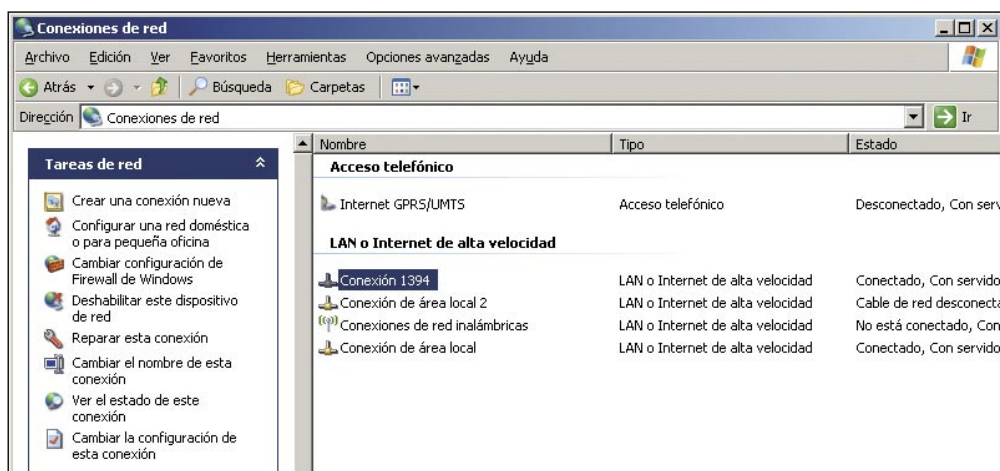 Conexiones de red
Archivo Edición Ver Favoritos Herramientas Opciones avanzadas Ayuda
Atrás Búsqueda Carpetas
Dirección Conexiones de red Ir
Nombre Tipo Estado
Tareas de red
Crear una conexión nueva
Configurar una red doméstica
o para pequeña oficina
Cambiar configuración de
Firewall de Windows
Deshabilitar este dispositivo
de red
Reparar esta conexión
Cambiar el nombre de esta
conexión
Ver el estado de este
conexión
Cambiar la configuración de
esta conexión
Acceso telefónico
Internet GPRS/UMTS Acceso telefónico Desconectado, Con serv
LAN o Internet de alta velocidad
Conexión 1394 LAN o Internet de alta velocidad Conectado, Con servido
Conexión de área local 2 LAN o Internet de alta velocidad Cable de red desconecta
Conexiones de red inalámbricas LAN o Internet de alta velocidad No está conectado, Con
Conexión de área local LAN o Internet de alta velocidad Conectado, Con servido